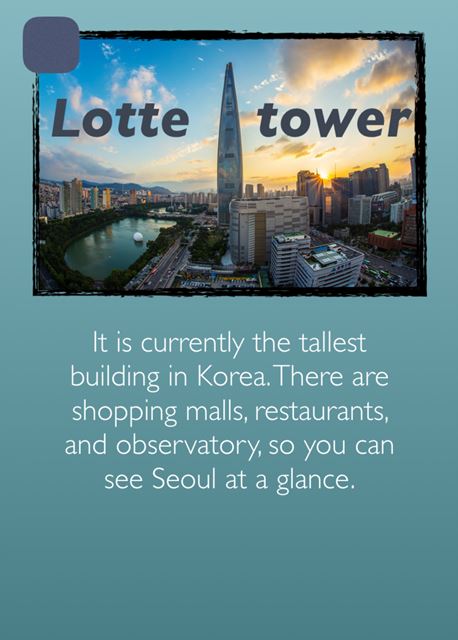 Lotte tower
It is currently the tallest
building in Korea. There are
shopping malls, restaurants,
and observatory, so you can
see Seoul at a glance.